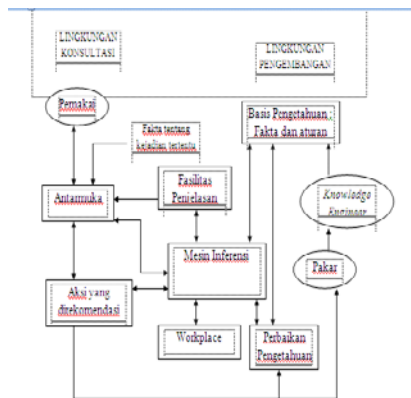 LINGKUNGAN
KONSULTASI
LINGKUNGAN
PENGEMBANGAN
Pemakai
Fakta tentang
kejadian tertentu
Basis Pengetahuan :
Fakta dan aturan
Fasilitas
Penjelasan
Antarmuka
Knowledge
Engineer
Mesin Inferensi
Pakar
Aksi yang
direkomendasi
Workplace
Perbaikan
Pengetahuan